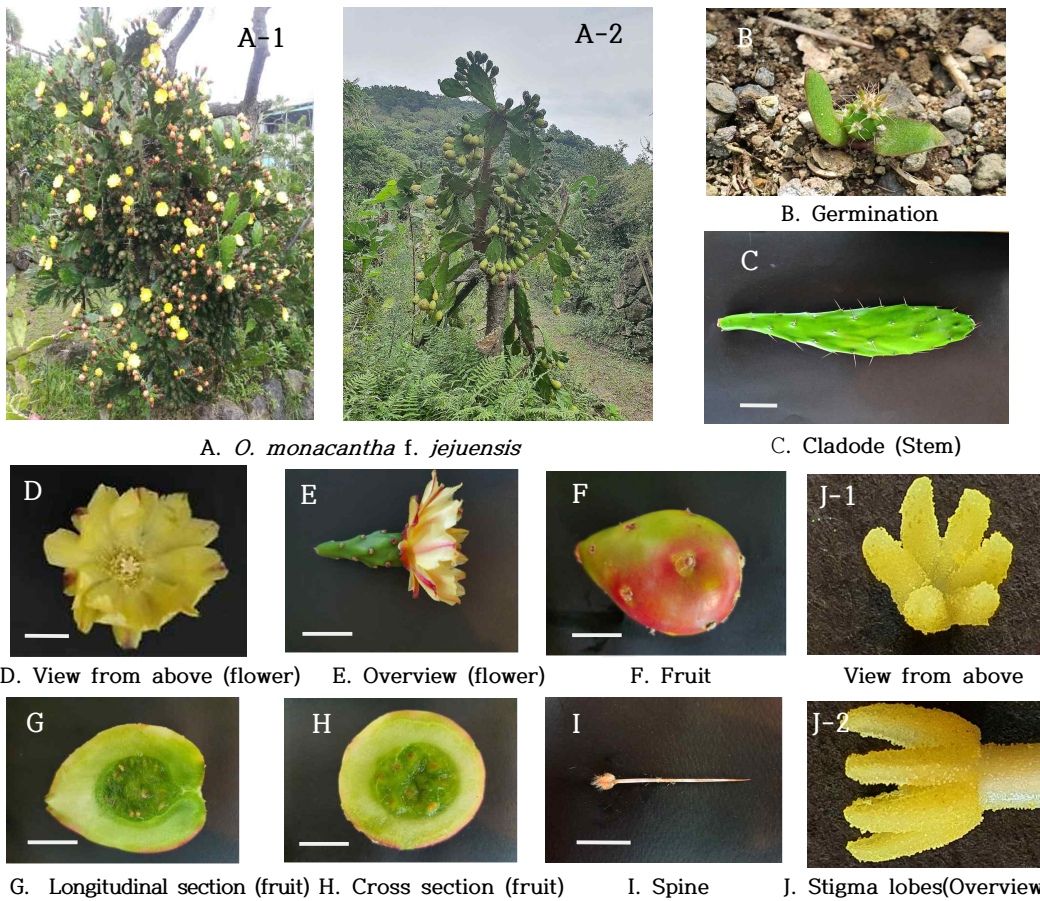 A-1
A-2
B
B. Germination
C
A. O. monacantha f. jejuensis
C. Cladode (Stem)
D
E
F
J-1
D. View from above (flower)
E. Overview (flower)
F. Fruit
View from above
G
H
I
J-2
G. Longitudinal section (fruit)
H. Cross section (fruit)
I. Spine
J. Stigma lobes(Overview